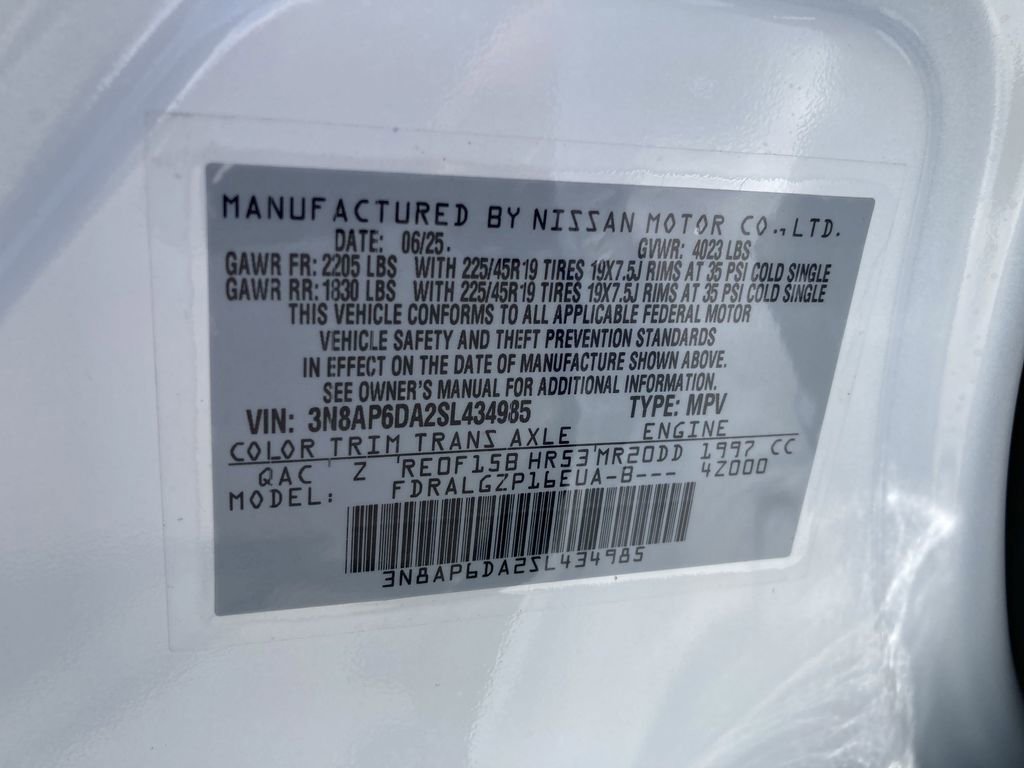 MANUFACTURED BY NISSAN MOTOR CO.,LTD.
DATE: 06/25. GVWR: 4023 LBS
GAWR FR: 2205 LBS WITH 225/45R19 TIRES 19X7.5J RIMS AT 35 PSI COLD SINGLE
GAWR RR: 1830 LBS WITH 225/45R19 TIRES 19X7.5J RIMS AT 35 PSI COLD SINGLE
THIS VEHICLE CONFORMS TO ALL APPLICABLE FEDERAL MOTOR
VEHICLE SAFETY AND THEFT PREVENTION STANDARDS
IN EFFECT ON THE DATE OF MANUFACTURE SHOWN ABOVE.
SEE OWNER'S MANUAL FOR ADDITIONAL INFORMATION.
VIN: 3N8AP6DA2SL434985 TYPE: MPV
COLOR TRIM TRANS AXLE ENGINE
QAC Z RE0F15B HR53 MR20DD 1997 CC
MODEL: FDRALGZP16EUA-B--- 4Z000
3N8AP6DA2SL434985